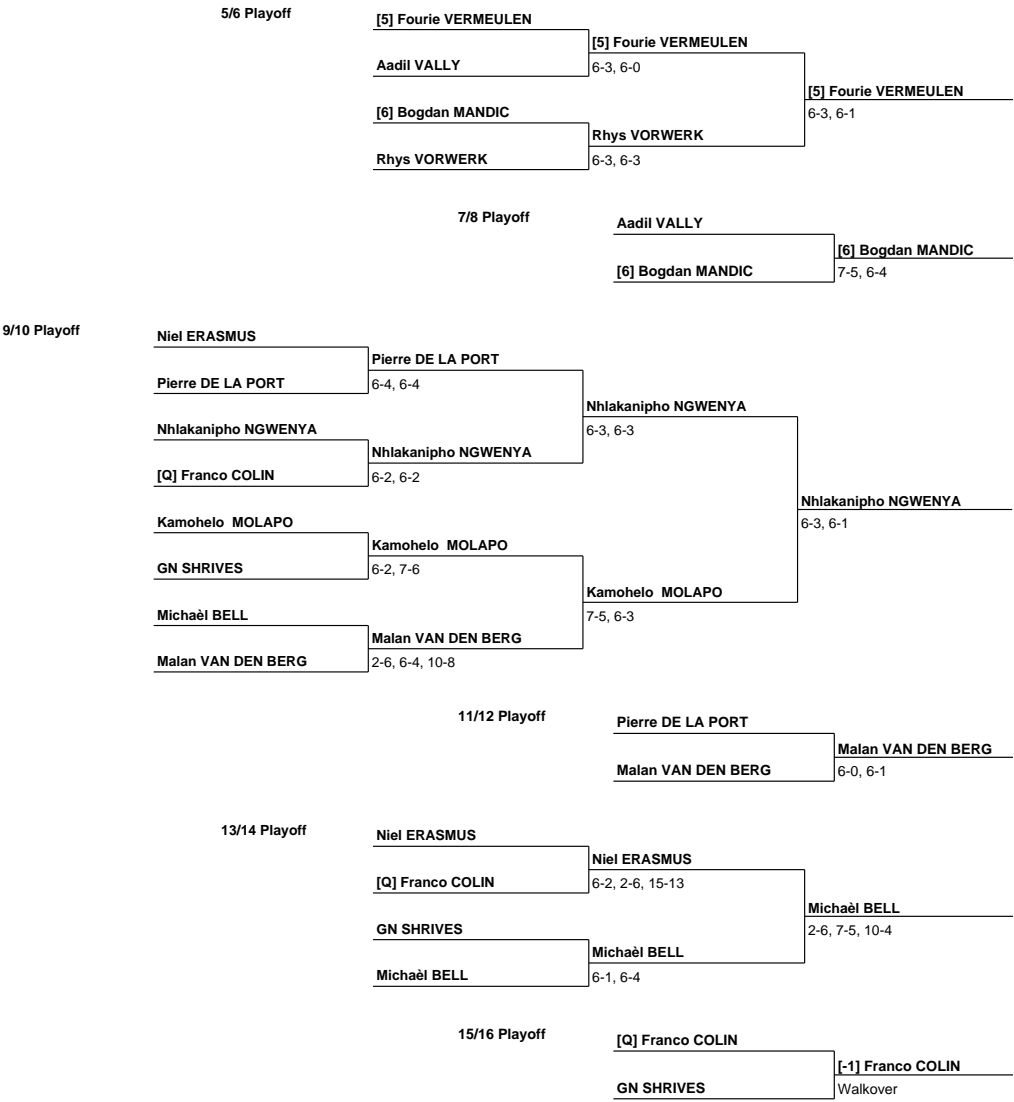 5/6 Playoff
[5] Fourie VERMEULEN
[5] Fourie VERMEULEN
Aadil VALLY
6-3, 6-0
[5] Fourie VERMEULEN
[6] Bogdan MANDIC
6-3, 6-1
Rhys VORWERK
Rhys VORWERK
6-3, 6-3
7/8 Playoff
Aadil VALLY
[6] Bogdan MANDIC
[6] Bogdan MANDIC
7-5, 6-4
9/10 Playoff
Niel ERASMUS
Pierre DE LA PORT
Pierre DE LA PORT
6-4, 6-4
Nhlakanipho NGWENYA
Nhlakanipho NGWENYA
6-3, 6-3
Nhlakanipho NGWENYA
[Q] Franco COLIN
6-2, 6-2
Nhlakanipho NGWENYA
Kamohelo  MOLAPO
6-3, 6-1
Kamohelo  MOLAPO
GN SHRIVES
6-2, 7-6
Kamohelo  MOLAPO
Michaèl BELL
7-5, 6-3
Malan VAN DEN BERG
Malan VAN DEN BERG
2-6, 6-4, 10-8
11/12 Playoff
Pierre DE LA PORT
Malan VAN DEN BERG
Malan VAN DEN BERG
6-0, 6-1
13/14 Playoff
Niel ERASMUS
Niel ERASMUS
[Q] Franco COLIN
6-2, 2-6, 15-13
Michaèl BELL
GN SHRIVES
2-6, 7-5, 10-4
Michaèl BELL
Michaèl BELL
6-1, 6-4
15/16 Playoff
[Q] Franco COLIN
[-1] Franco COLIN
GN SHRIVES
Walkover